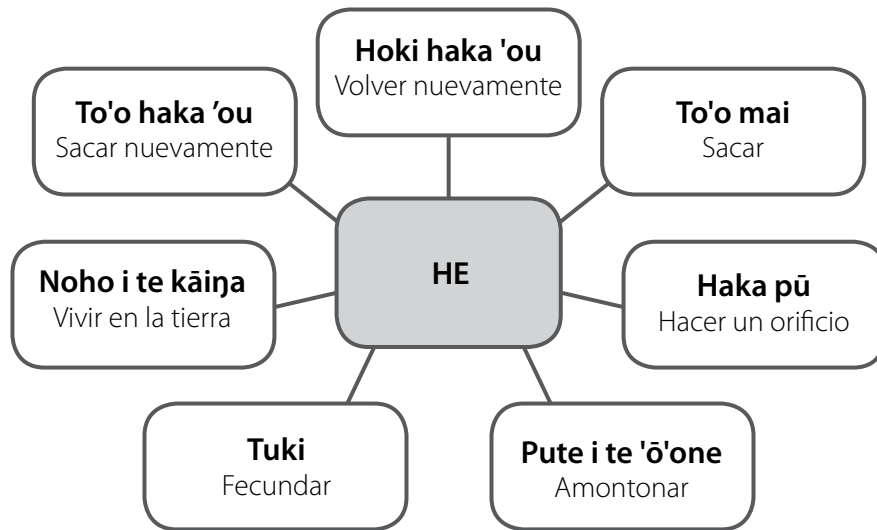 Hoki haka 'ou
Volver nuevamente
To'o haka ’ou
Sacar nuevamente
To'o mai
Sacar
HE
Noho i te kāiŋa
Vivir en la tierra
Haka pū
Hacer un orificio
Tuki
Fecundar
Pute i te 'ō'one
Amontonar